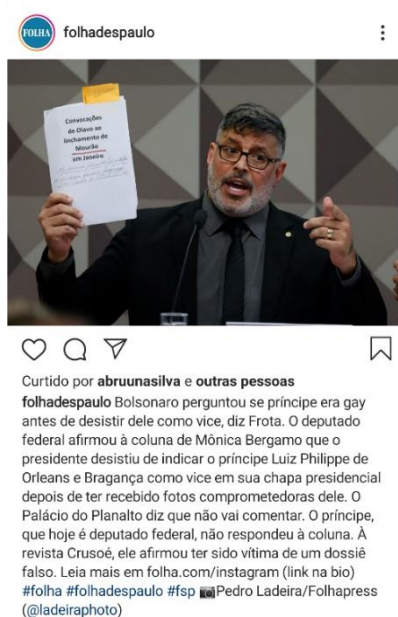 FOLHA
folhadespaulo
Convocações
de Olavo ao
linchamento de
Mourão
em Janeiro
Curtido por abruunasilva e outras pessoas
folhadespaulo Bolsonaro perguntou se príncipe era gay
antes de desistir dele como vice, diz Frota. O deputado
federal afirmou à coluna de Mônica Bergamo que o
presidente desistiu de indicar o príncipe Luiz Philippe de
Orleans e Bragança como vice em sua chapa presidencial
depois de ter recebido fotos comprometedoras dele. O
Palácio do Planalto diz que não vai comentar. O príncipe,
que hoje é deputado federal, não respondeu à coluna. À
revista Crusoé, ele afirmou ter sido vítima de um dossiê
falso. Leia mais em folha.com/instagram (link na bio)
#folha #folhadespaulo #fsp 📷Pedro Ladeira/Folhapress
(@ladeiraphoto)